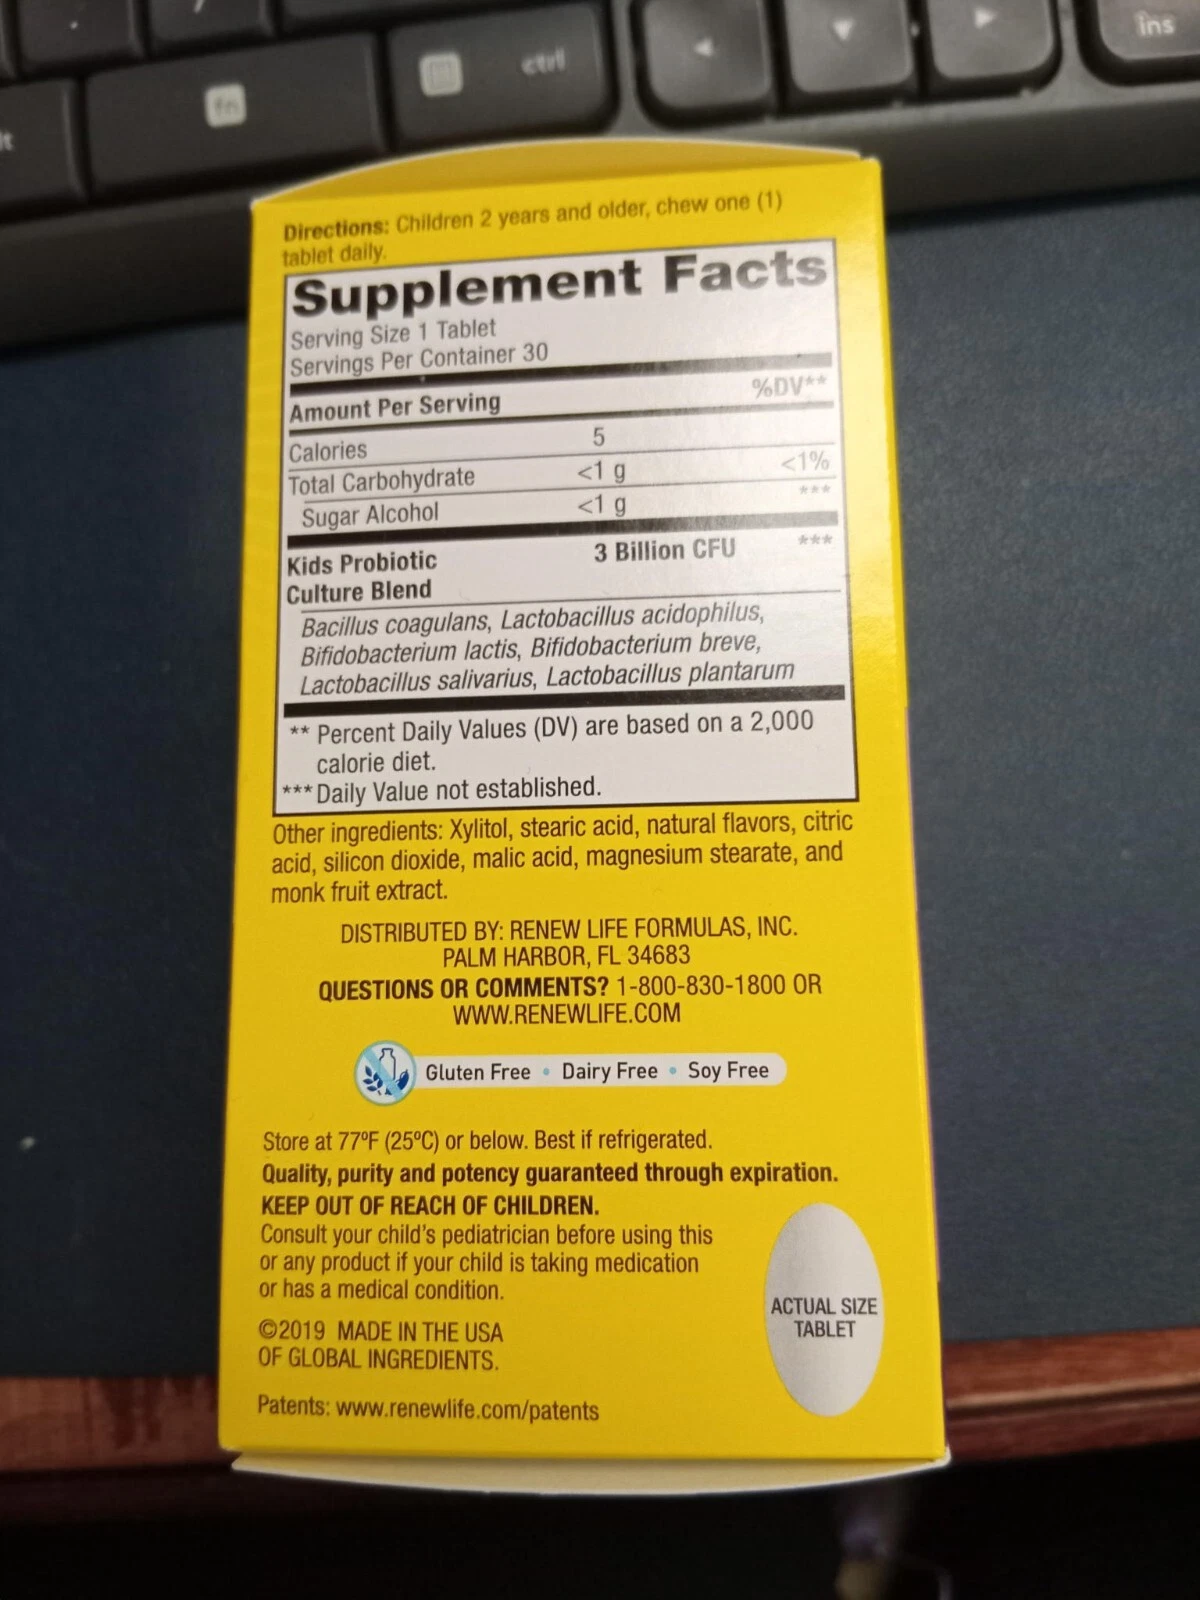 fn
ctrl
ins
Directions: Children 2 years and older, chew one (1)
tablet daily.
Supplement Facts
Serving Size 1 Tablet
Servings Per Container 30
Amount Per Serving %DV**
Calories 5
Total Carbohydrate <1 g <1%
Sugar Alcohol <1 g ***
Kids Probiotic 3 Billion CFU ***
Culture Blend
Bacillus coagulans, Lactobacillus acidophilus,
Bifidobacterium lactis, Bifidobacterium breve,
Lactobacillus salivarius, Lactobacillus plantarum
** Percent Daily Values (DV) are based on a 2,000
calorie diet.
*** Daily Value not established.
Other ingredients: Xylitol, stearic acid, natural flavors, citric
acid, silicon dioxide, malic acid, magnesium stearate, and
monk fruit extract.
DISTRIBUTED BY: RENEW LIFE FORMULAS, INC.
PALM HARBOR, FL 34683
QUESTIONS OR COMMENTS? 1-800-830-1800 OR
WWW.RENEWLIFE.COM
Gluten Free • Dairy Free • Soy Free
Store at 77ºF (25ºC) or below. Best if refrigerated.
Quality, purity and potency guaranteed through expiration.
KEEP OUT OF REACH OF CHILDREN.
Consult your child's pediatrician before using this
or any product if your child is taking medication
or has a medical condition.
ACTUAL SIZE
TABLET
©2019 MADE IN THE USA
OF GLOBAL INGREDIENTS.
Patents: www.renewlife.com/patents